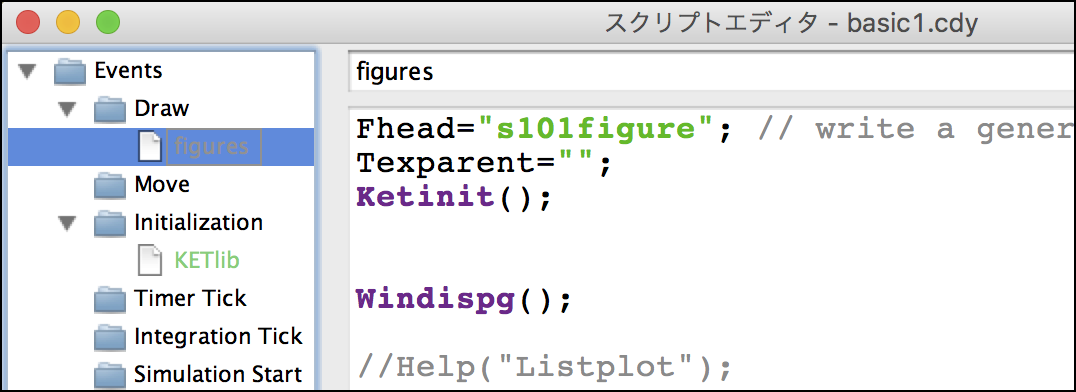 スクリプトエディタ - basic1.cdy
Events
Draw
figures
Move
Initialization
KETlib
Timer Tick
Integration Tick
Simulation Start
figures
Fhead="s101figure"; // write a gener
Texparent="";
Ketinit();
Windispg();
//Help("Listplot");